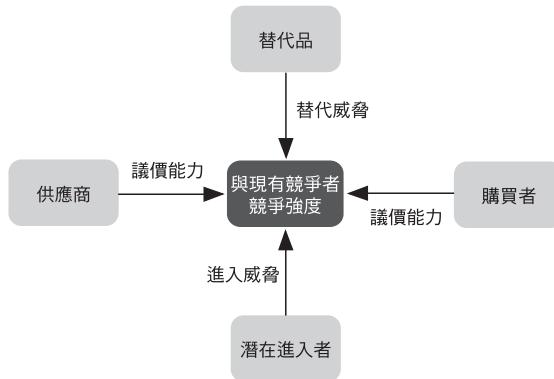 替代品
替代威脅
議價能力
供應商
與現有競爭者
競爭強度
購買者
議價能力
進入威脅
潛在進入者